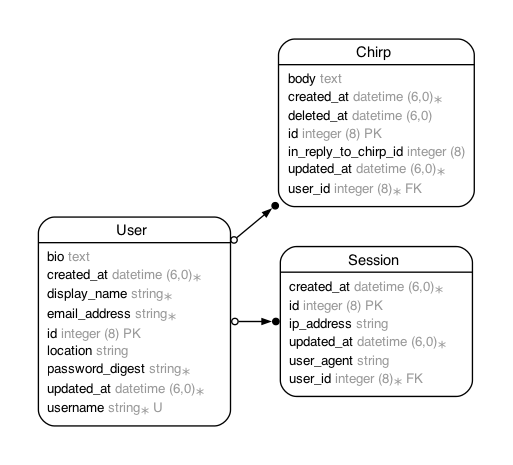 Chirp
body text
created_at datetime (6,0)*
deleted_at datetime (6,0)
id integer (8) PK
in_reply_to_chirp_id integer (8)
updated_at datetime (6,0)*
user_id integer (8)* FK
User
bio text
created_at datetime (6,0)*
display_name string*
email_address string*
id integer (8) PK
location string
password_digest string*
updated_at datetime (6,0)*
username string* U
Session
created_at datetime (6,0)*
id integer (8) PK
ip_address string
updated_at datetime (6,0)*
user_agent string
user_id integer (8)* FK